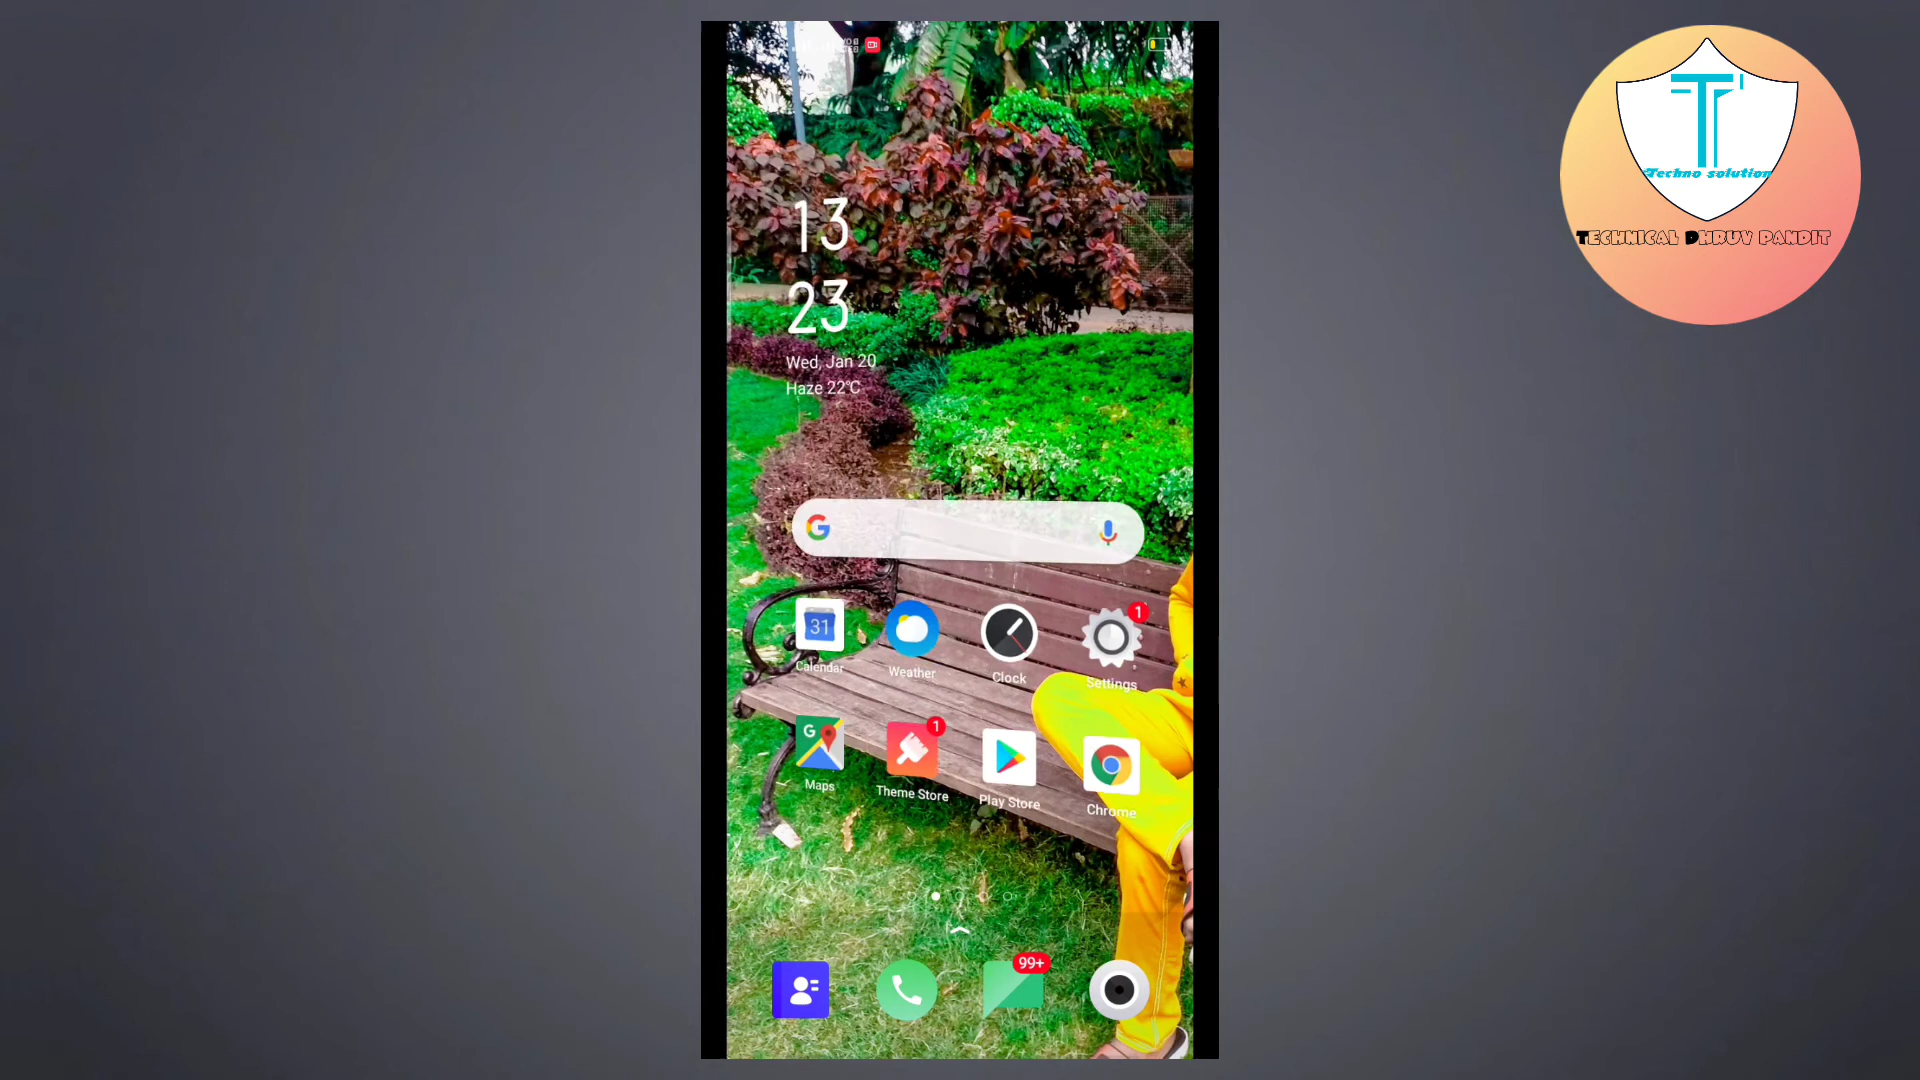 13
23
Wed, Jan 20
Haze 22°C
G
31
1
Calendar
Weather
Clock
Settings
G
1
Maps
Theme Store
Play Store
Chrome
99+
T
Techno solution
TECHNICAL DHRUV PANDIT